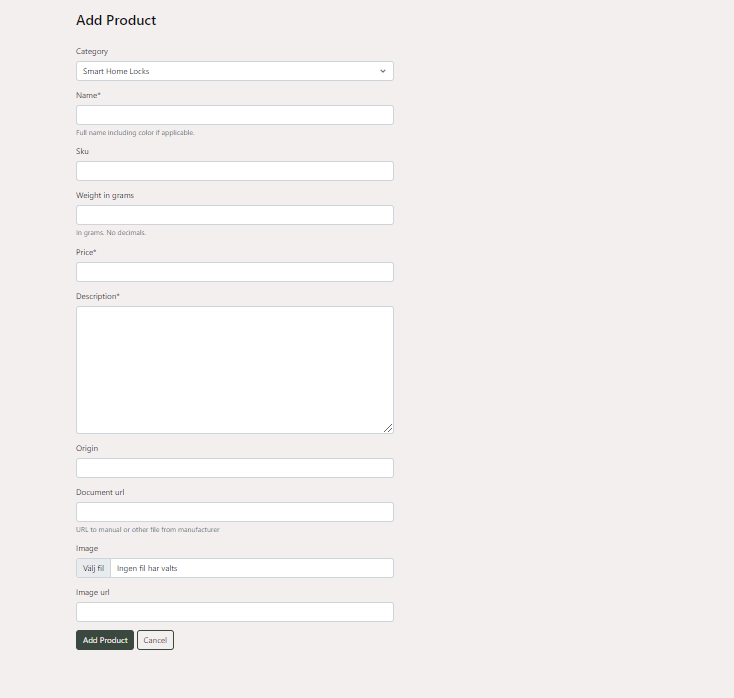 Add Product
Category
Smart Home Locks
Name*
Full name including color if applicable.
Sku
Weight in grams
In grams. No decimals.
Price*
Description*
Origin
Document url
URL to manual or other file from manufacturer
Image
Välj fil Ingen fil har valts
Image url
Add Product Cancel